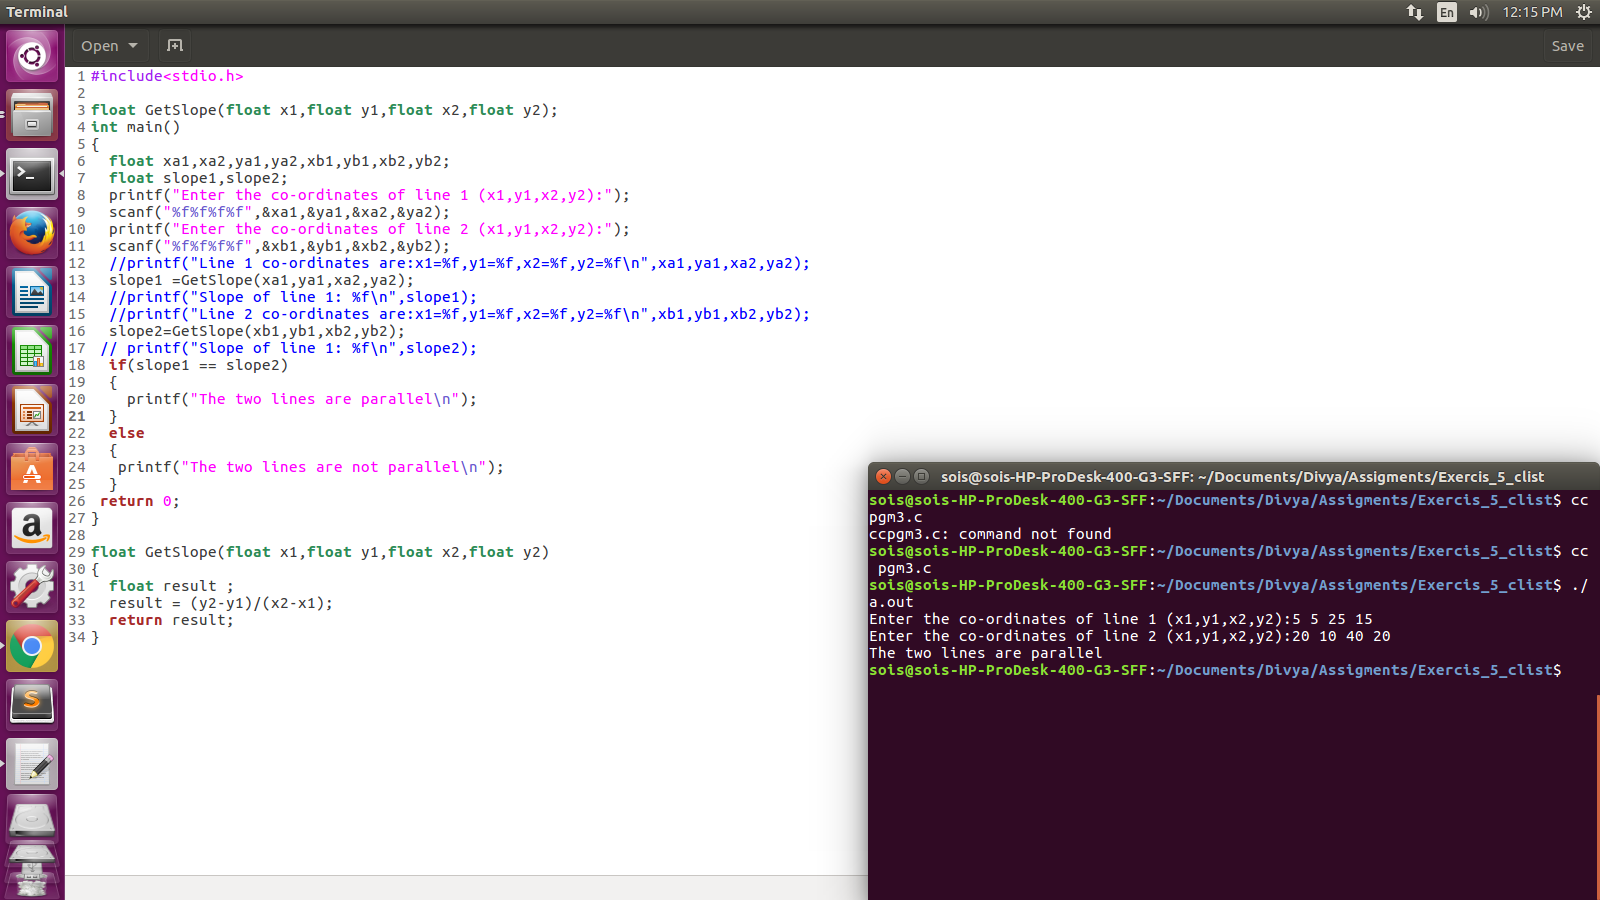 Terminal
En
12:15 PM
Open
Save
1 #include<stdio.h>
2
3 float GetSlope(float x1,float y1,float x2,float y2);
4 int main()
5 {
6   float xa1,xa2,ya1,ya2,xb1,yb1,xb2,yb2;
7   float slope1,slope2;
8   printf("Enter the co-ordinates of line 1 (x1,y1,x2,y2):");
9   scanf("%f%f%f%f",&xa1,&ya1,&xa2,&ya2);
10   printf("Enter the co-ordinates of line 2 (x1,y1,x2,y2):");
11   scanf("%f%f%f%f",&xb1,&yb1,&xb2,&yb2);
12   //printf("Line 1 co-ordinates are:x1=%f,y1=%f,x2=%f,y2=%f\n",xa1,ya1,xa2,ya2);
13   slope1 =GetSlope(xa1,ya1,xa2,ya2);
14   //printf("Slope of line 1: %f\n",slope1);
15   //printf("Line 2 co-ordinates are:x1=%f,y1=%f,x2=%f,y2=%f\n",xb1,yb1,xb2,yb2);
16   slope2=GetSlope(xb1,yb1,xb2,yb2);
17  // printf("Slope of line 1: %f\n",slope2);
18   if(slope1 == slope2)
19   {
20     printf("The two lines are parallel\n");
21   }
22   else
23   {
24    printf("The two lines are not parallel\n");
25   }
26  return 0;
27 }
28
29 float GetSlope(float x1,float y1,float x2,float y2)
30 {
31   float result ;
32   result = (y2-y1)/(x2-x1);
33   return result;
34 }
sois@sois-HP-ProDesk-400-G3-SFF: ~/Documents/Divya/Assigments/Exercis_5_clist
sois@sois-HP-ProDesk-400-G3-SFF:~/Documents/Divya/Assigments/Exercis_5_clist$ cc
pgm3.c
ccpgm3.c: command not found
sois@sois-HP-ProDesk-400-G3-SFF:~/Documents/Divya/Assigments/Exercis_5_clist$ cc
 pgm3.c
sois@sois-HP-ProDesk-400-G3-SFF:~/Documents/Divya/Assigments/Exercis_5_clist$ ./
a.out
Enter the co-ordinates of line 1 (x1,y1,x2,y2):5 5 25 15
Enter the co-ordinates of line 2 (x1,y1,x2,y2):20 10 40 20
The two lines are parallel
sois@sois-HP-ProDesk-400-G3-SFF:~/Documents/Divya/Assigments/Exercis_5_clist$